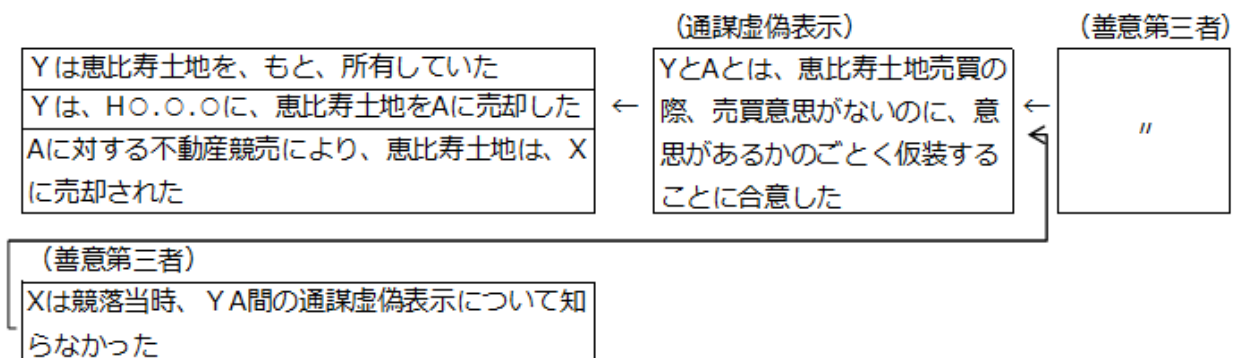 （通謀虚偽表示）
（善意第三者）
Ｙは恵比寿土地を、もと、所有していた
Ｙは、H○.○.○に、恵比寿土地をAに売却した
Aに対する不動産競売により、恵比寿土地は、X
に売却された
←
YとAとは、恵比寿土地売買の
際、売買意思がないのに、意
思があるかのごとく仮装する
ことに合意した
←
〃
（善意第三者）
Xは競落当時、ＹA間の通謀虚偽表示について知
らなかった